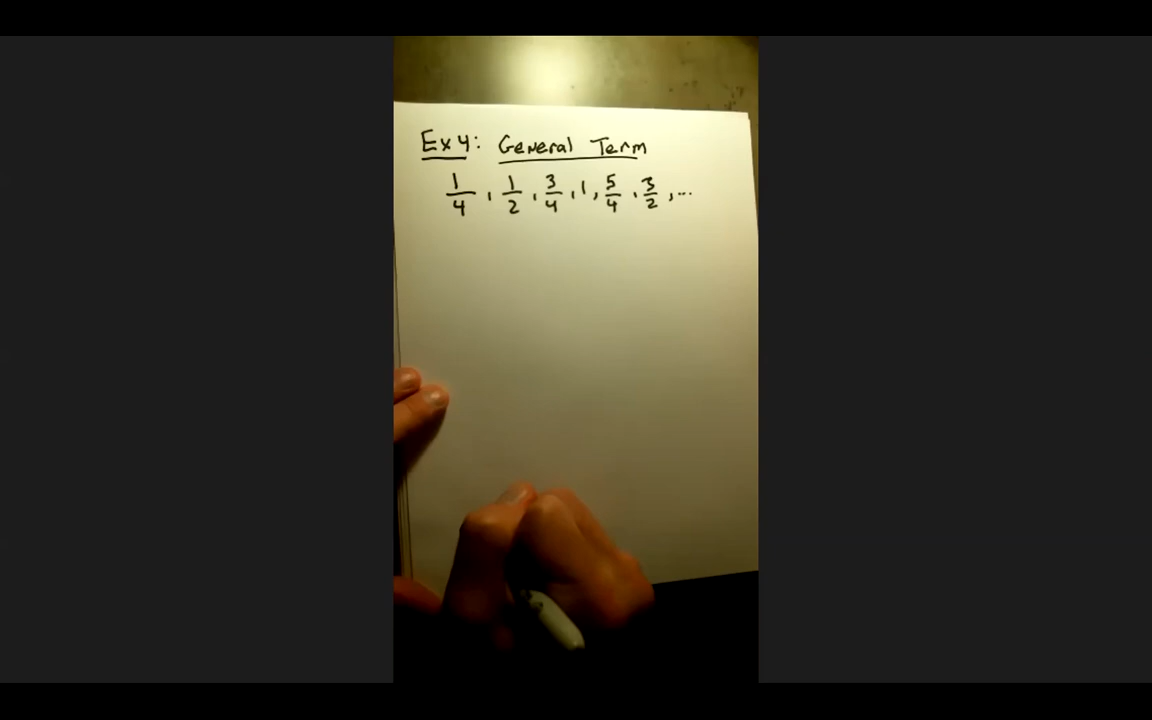 Ex 4: General Term
1/4, 1/2, 3/4, 1, 5/4, 3/2, ...